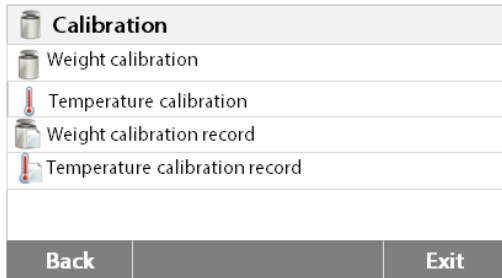 Calibration
Weight calibration
Temperature calibration
Weight calibration record
Temperature calibration record
Back Exit